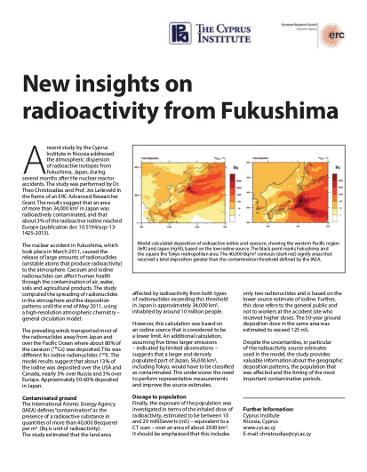 THE CYPRUS
INSTITUTE
European Research Council
erc
New insights on
radioactivity from Fukushima
A recent study by the Cyprus
Institute in Nicosia addressed
the atmospheric dispersion
of radioactive isotopes from
Fukushima, Japan, during
several months after the nuclear reactor
accidents. The study was performed by Dr.
Theo Christoudias and Prof. Jos Lelieveld in
the frame of an ERC Advanced Researcher
Grant. The results suggest that an area
of more than 34,000 km² in Japan was
radioactively contaminated, and that
about 3% of the radioactive iodine reached
Europe (publication doi: 10.5194/acp-13-
1425-2013).
The nuclear accident in Fukushima, which
took place in March 2011, caused the
release of large amounts of radionuclides
(unstable atoms that produce radioactivity)
to the atmosphere. Caesium and iodine
radionuclides can affect human health
through the contamination of air, water,
soils and agricultural products. The study
computed the spreading of radionuclides
in the atmosphere and the deposition
patterns until the end of May 2011, using
a high-resolution atmospheric chemistry –
general circulation model.
The prevailing winds transported most of
the radionuclides away from Japan and
over the Pacific Ocean where about 80% of
the caesium (¹³⁷Cs) was deposited. This was
different for iodine radionuclides (¹³¹I). The
model results suggest that about 13% of
the iodine was deposited over the USA and
Canada, nearly 5% over Russia and 3% over
Europe. Approximately 50-60% deposited
in Japan.
Contaminated ground
The International Atomic Energy Agency
(IAEA) defines "contamination" as the
presence of a radioactive substance in
quantities of more than 40,000 Becquerel
per m² (Bq is unit of radioactivity).
The study estimated that the land area
Model calculated deposition of radioactive iodine and caesium, showing the western Pacific region
(left) and Japan (right), based on the low iodine source. The black point marks Fukushima and
the square the Tokyo metropolitan area. The 40,000 Bq/m² contours (dark red) signify areas that
received a total deposition greater than the contamination threshold defined by the IAEA.
affected by radioactivity from both types
of radionuclides exceeding this threshold
in Japan is approximately 34,000 km²,
inhabited by around 10 million people.
However, this calculation was based on
an iodine source that is considered to be
a lower limit. An additional calculation,
assuming five times larger emissions
– indicated by limited observations –
suggests that a larger and densely
populated part of Japan, 56,000 km²,
including Tokyo, would have to be classified
as contaminated. This underscores the need
to perform representative measurements
and improve the source estimates.
Dosage to population
Finally, the exposure of the population was
investigated in terms of the inhaled dose of
radioactivity, estimated to be between 10
and 20 milliSieverts (mS) – equivalent to a
CT scan – over an area of about 2500 km².
It should be emphasised that this includes
only two radionuclides and is based on the
lower source estimate of iodine. Further,
this dose refers to the general public and
not to workers at the accident site who
received higher doses. The 50-year ground
deposition dose in the same area was
estimated to exceed 125 mS.
Despite the uncertainties, in particular
of the radioactivity source estimates
used in the model, the study provides
valuable information about the geographic
deposition patterns, the population that
was affected and the timing of the most
important contamination periods.
Further Information:
Cyprus Institute
Nicosia, Cyprus
www.cyi.ac.cy
E-mail: christoudias@cyi.ac.cy